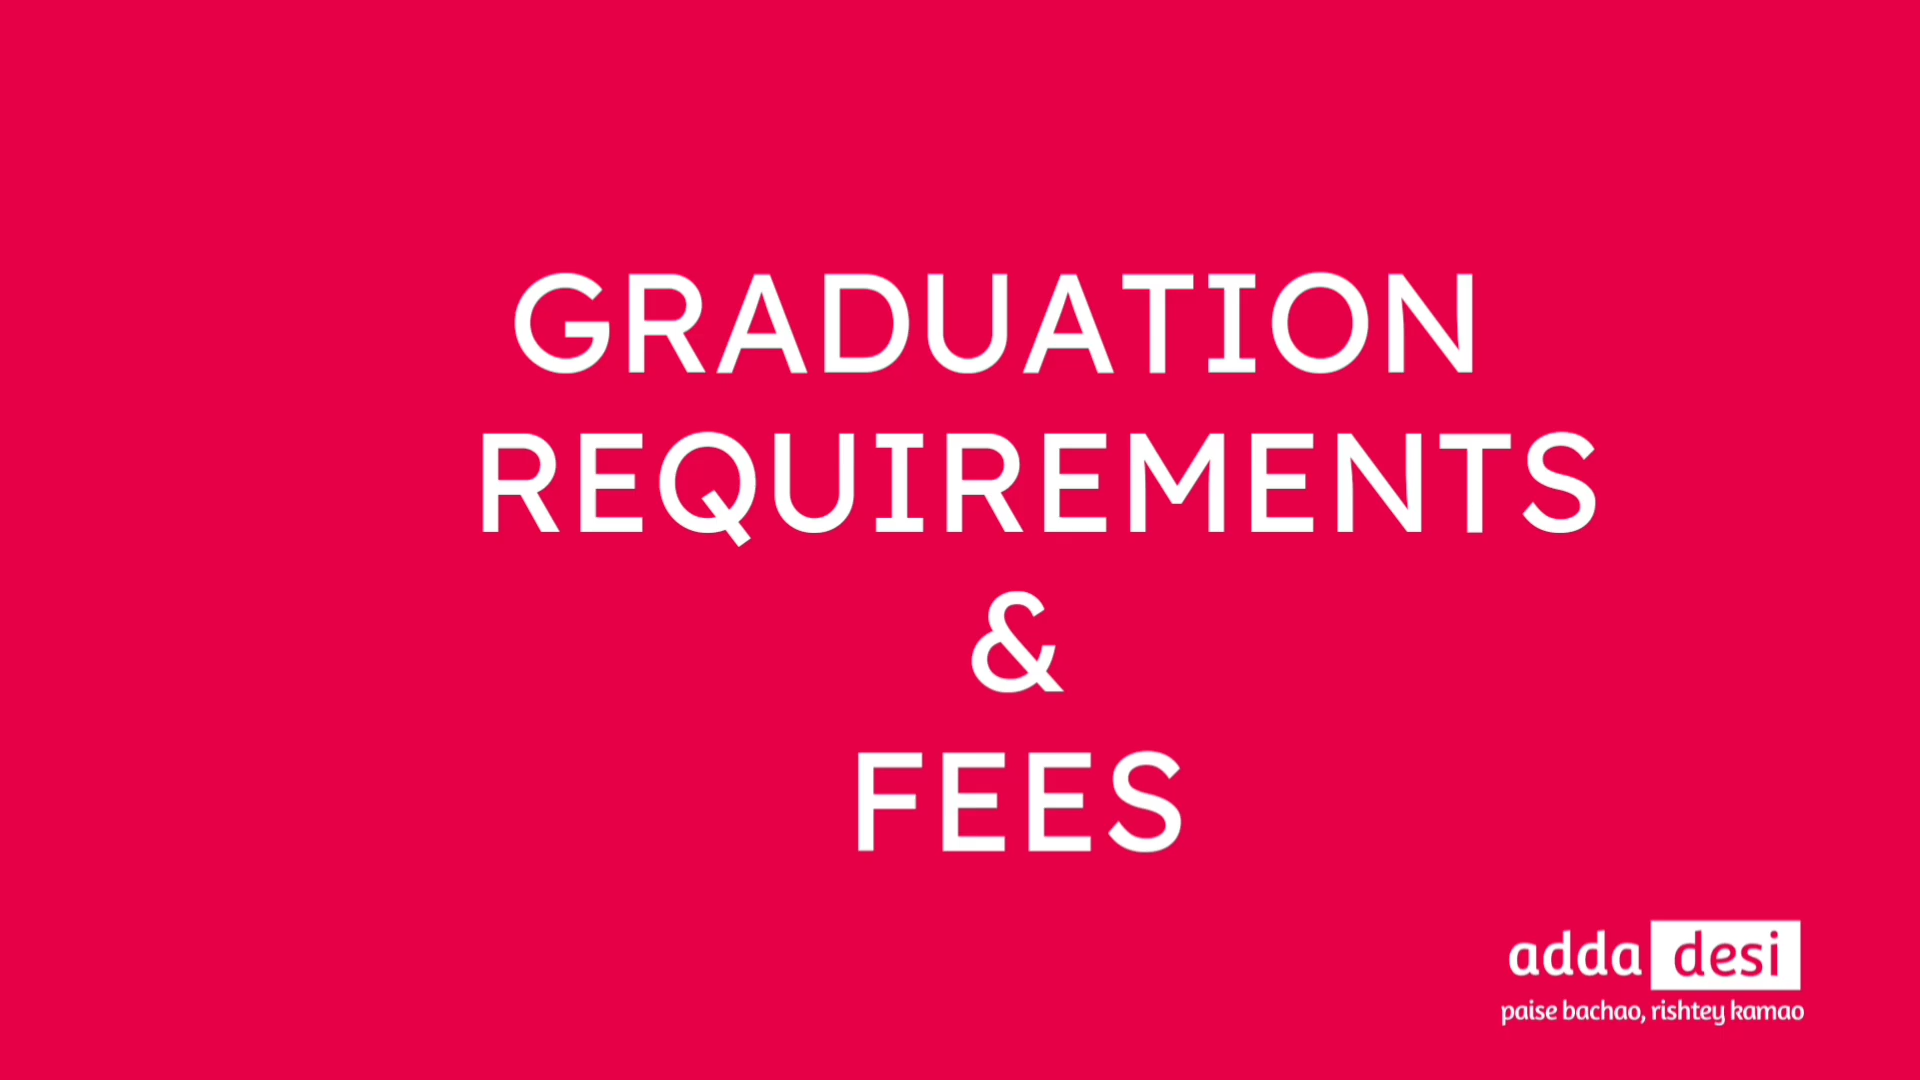 GRADUATION
REQUIREMENTS
&
FEES
adda desi
paise bachao, rishtey kamao